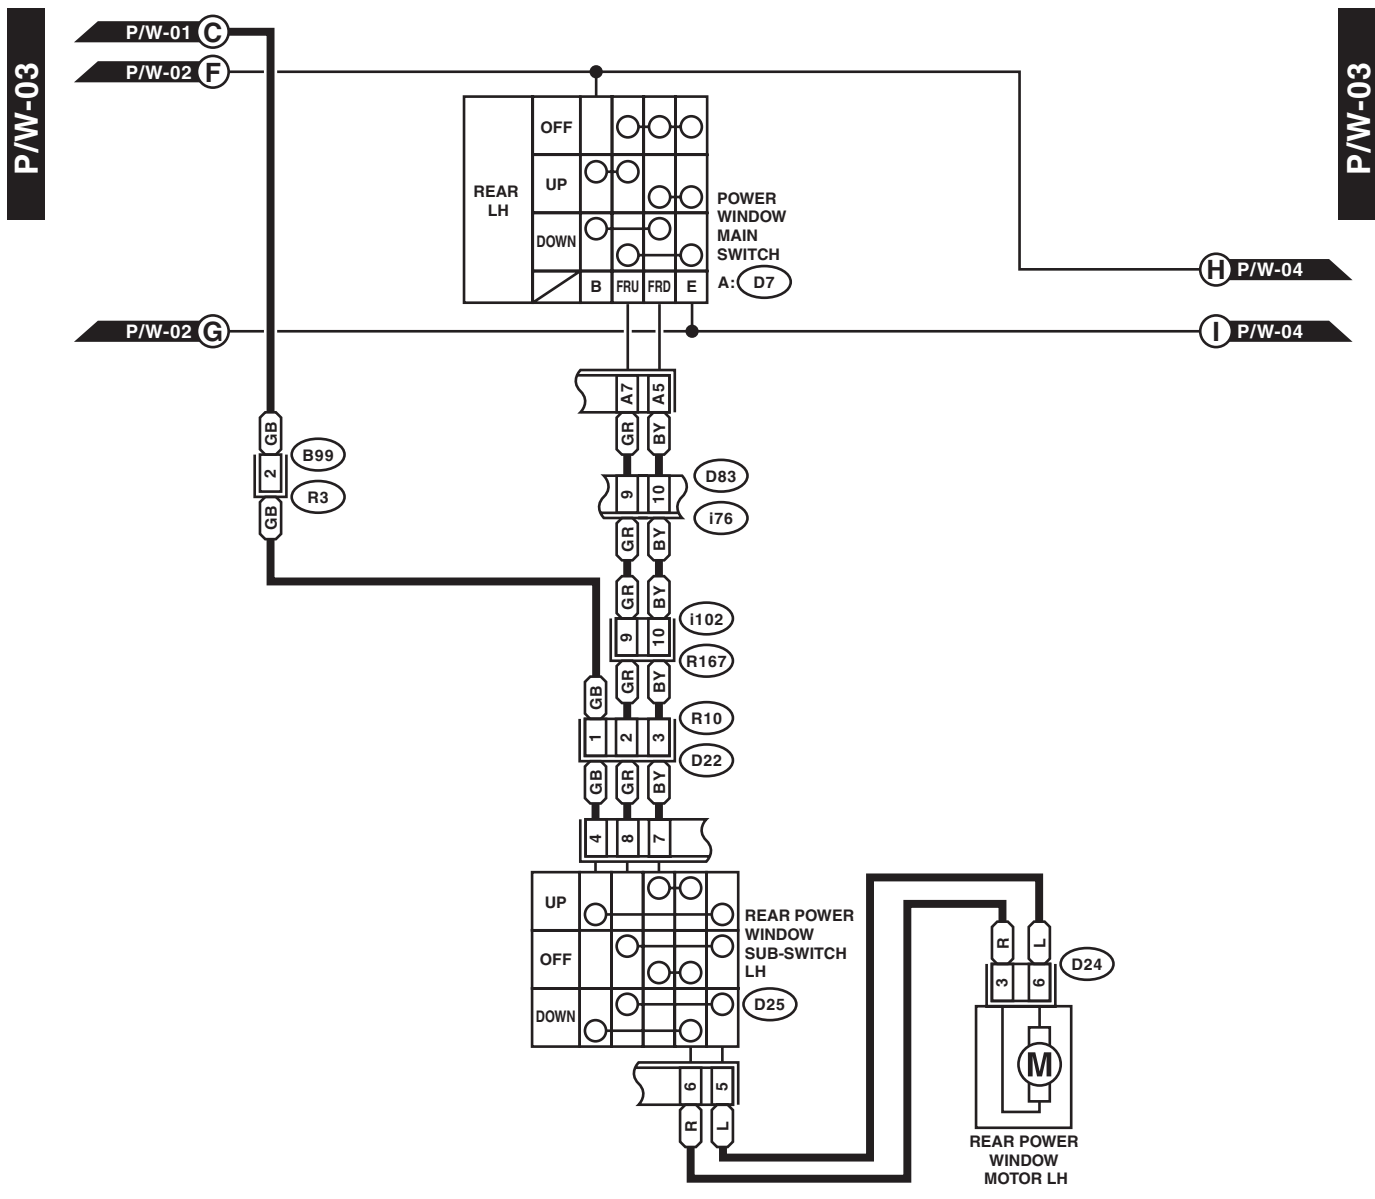 P/W-03
P/W-03
P/W-01 C
P/W-02 F
OFF
REAR
LH
UP
DOWN
B FRU FRD E
POWER
WINDOW
MAIN
SWITCH
A: D7
H P/W-04
P/W-02 G
I P/W-04
A7 A5
GR BY
GB
2
GB
B99
R3
9 10
D83
i76
GR BY
GR BY
9 10
i102
R167
GB GR BY
1 2 3
R10
D22
GB GR BY
4 8 7
UP
OFF
DOWN
REAR POWER
WINDOW
SUB-SWITCH
LH
D25
6 5
R L
R L
3 6
D24
M
REAR POWER
WINDOW
MOTOR LH